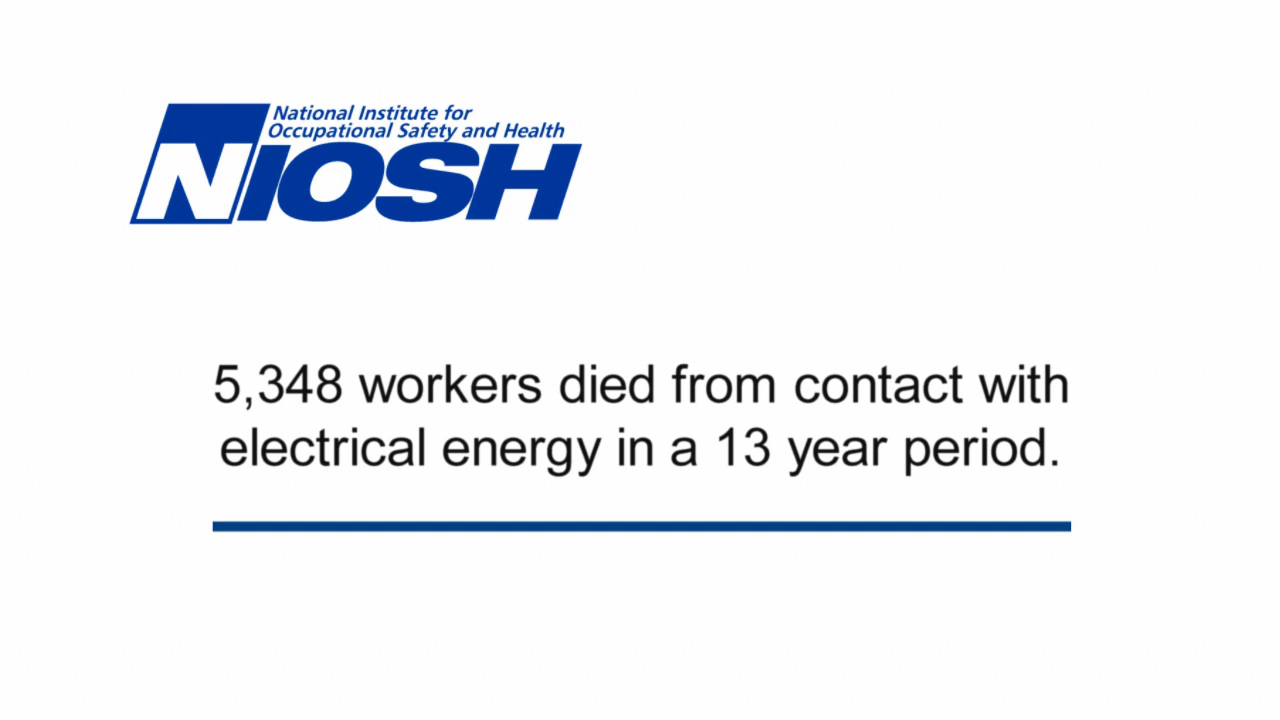 National Institute for
Occupational Safety and Health
NIOSH
5,348 workers died from contact with
electrical energy in a 13 year period.